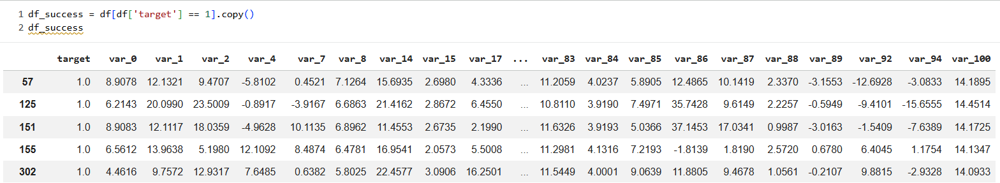 1 df_success = df[df['target'] == 1].copy()
2 df_success
target var_0 var_1 var_2 var_4 var_7 var_8 var_14 var_15 var_17 ... var_83 var_84 var_85 var_86 var_87 var_88 var_89 var_92 var_94 var_100
57 1.0 8.9078 12.1321 9.4707 -5.8102 0.4521 7.1264 15.6935 2.6980 4.3336 ... 11.2059 4.0237 5.8905 12.4865 10.1419 2.3370 -3.1553 -12.6928 -3.0833 14.1895
125 1.0 6.2143 20.0990 23.5009 -0.8917 -3.9167 6.6863 21.4162 2.8672 6.4550 ... 10.8110 3.9190 7.4971 35.7428 9.6149 2.2257 -0.5949 -9.4101 -15.6555 14.4514
151 1.0 8.9083 12.1117 18.0359 -4.9628 10.1135 6.8962 11.4553 2.6735 2.1990 ... 11.6326 3.9193 5.0366 37.1453 17.0341 0.9987 -3.0163 -1.5409 -7.6389 14.1725
155 1.0 6.5612 13.9638 5.1980 12.1092 8.4874 6.4781 16.9541 2.0573 5.5008 ... 11.2981 4.1316 7.2193 -1.8139 1.8190 2.5720 0.6780 6.4045 1.1754 14.1347
302 1.0 4.4616 9.7572 12.9317 7.6485 0.6382 5.8025 22.4577 3.0906 16.2501 ... 11.5449 4.0001 9.0639 11.8805 9.4678 1.0561 -0.2107 9.8815 -2.9328 14.0933